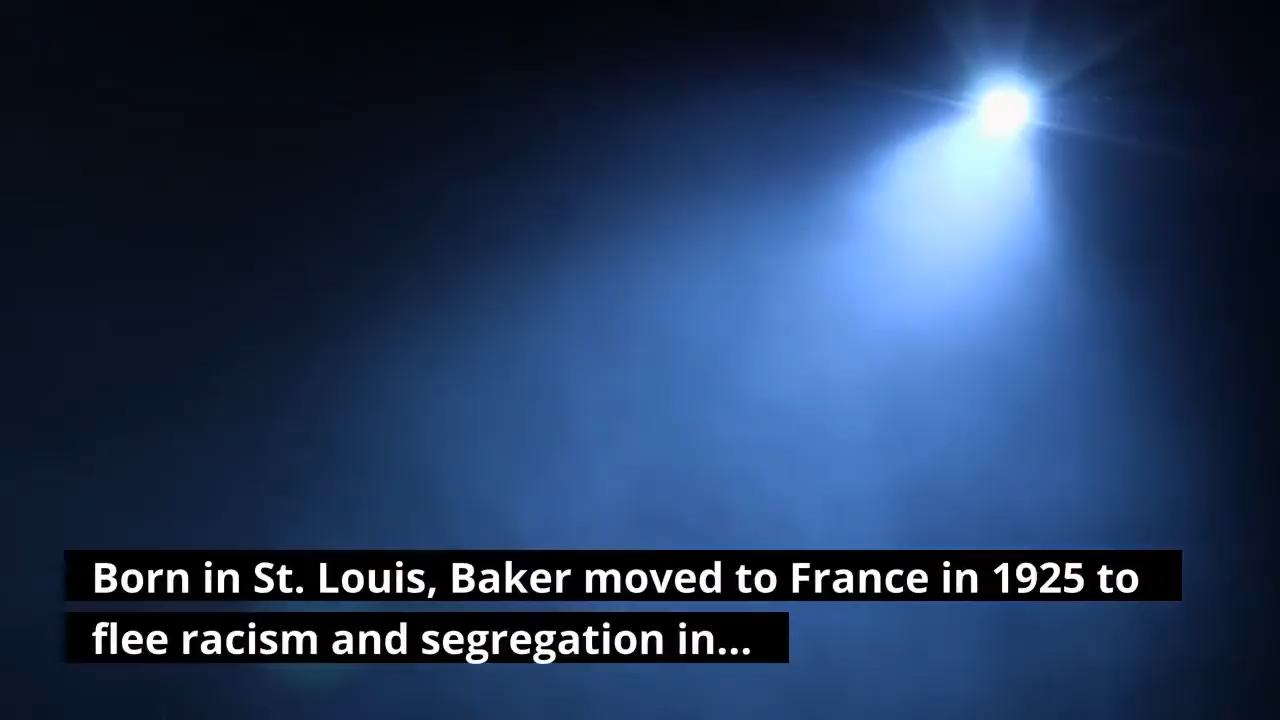 Born in St. Louis, Baker moved to France in 1925 to
flee racism and segregation in...